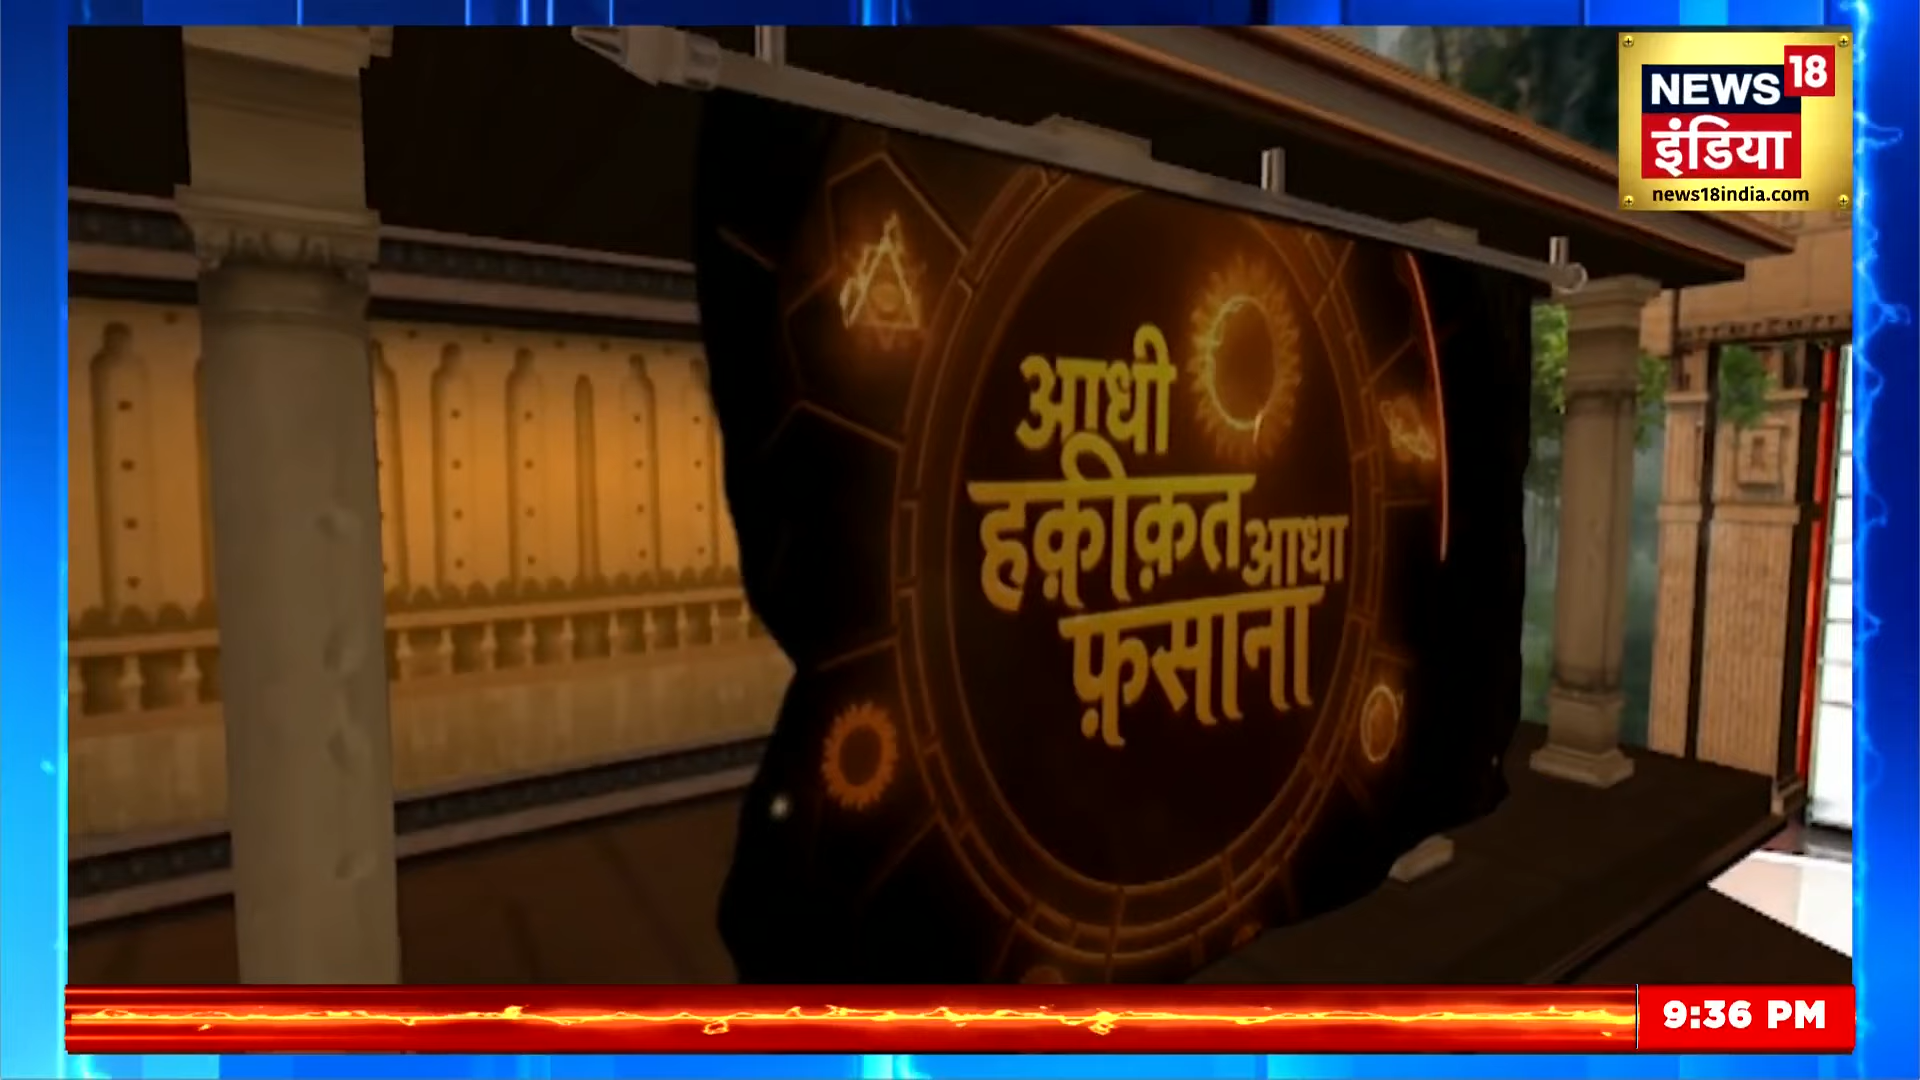 NEWS 18
इंडिया
news18india.com
आधी
हक़ीक़त आधा
फ़साना
9:36 PM